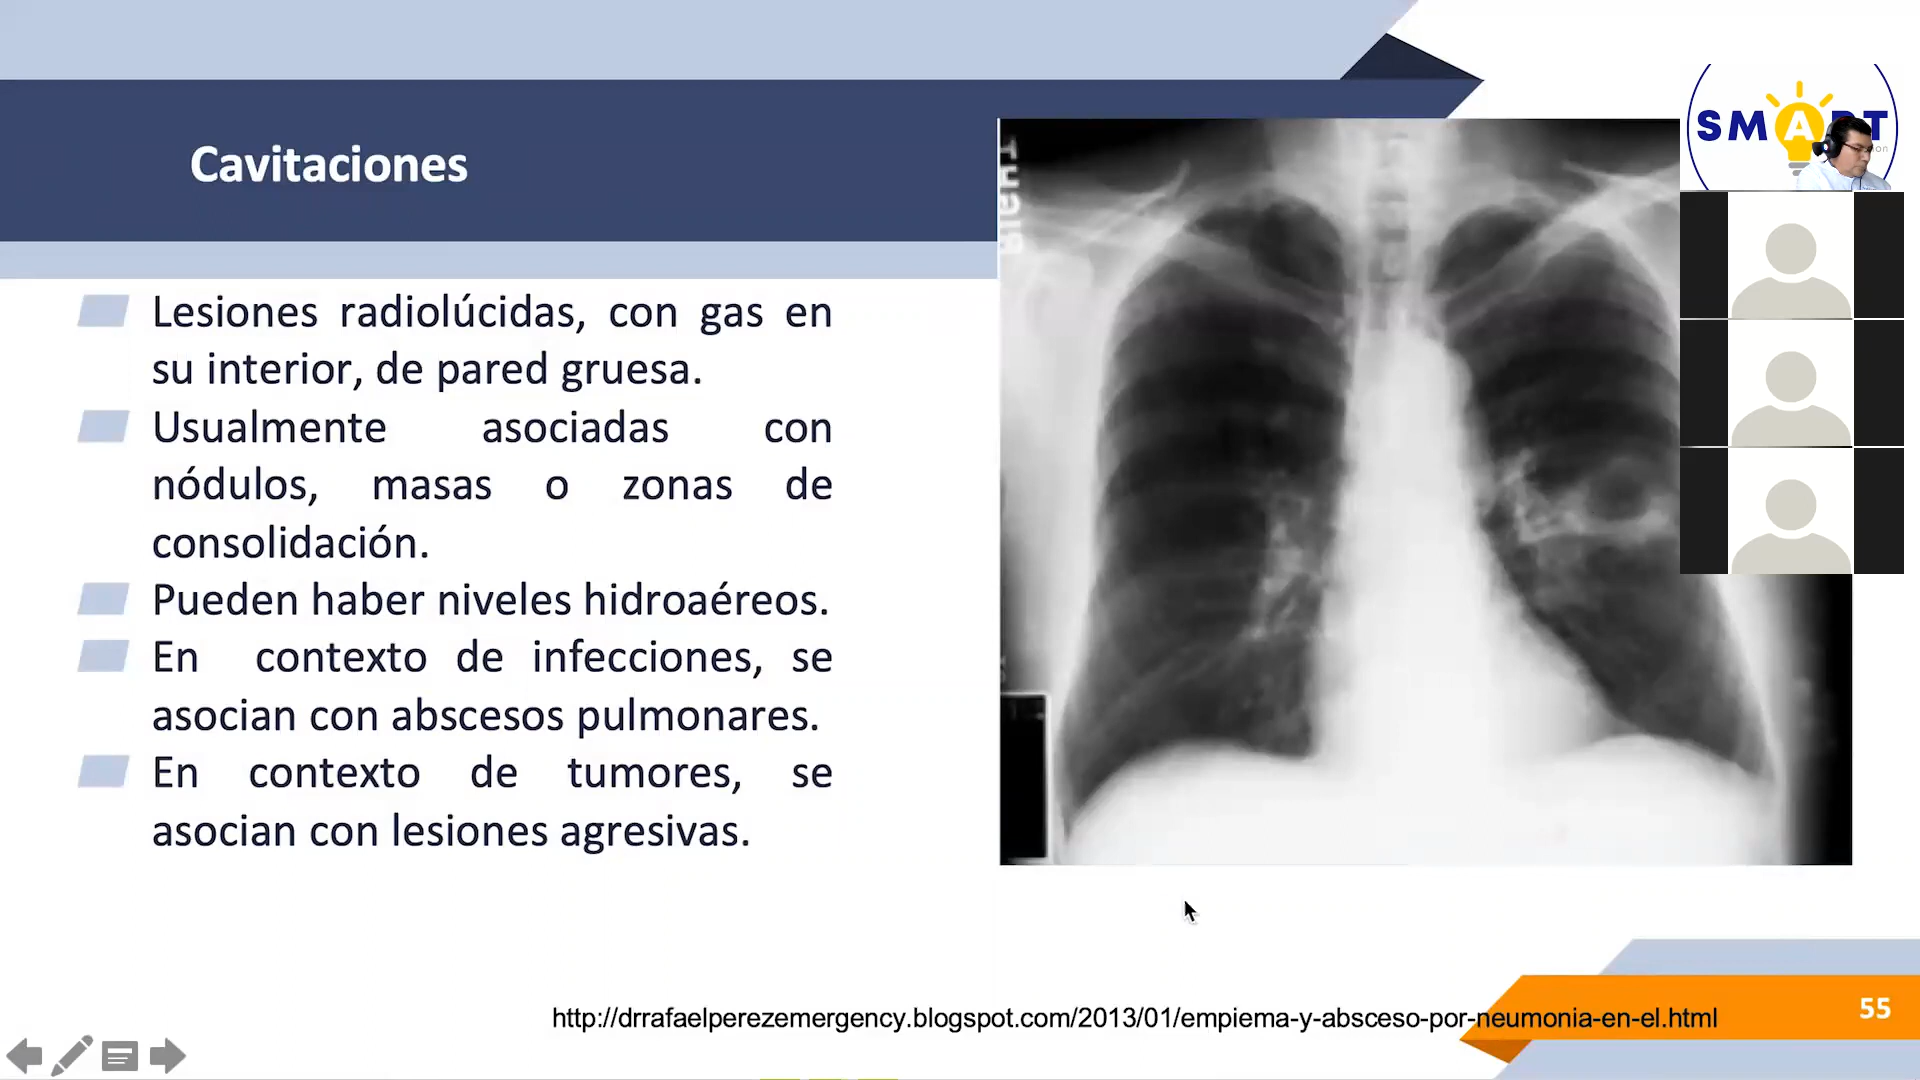 SMART
Cavitaciones
Lesiones radiolúcidas, con gas en
su interior, de pared gruesa.
Usualmente asociadas con
nódulos, masas o zonas de
consolidación.
Pueden haber niveles hidroaéreos.
En contexto de infecciones, se
asocian con abscesos pulmonares.
En contexto de tumores, se
asocian con lesiones agresivas.
http://drrafaelperezemergency.blogspot.com/2013/01/empiema-y-absceso-por-neumonia-en-el.html
55